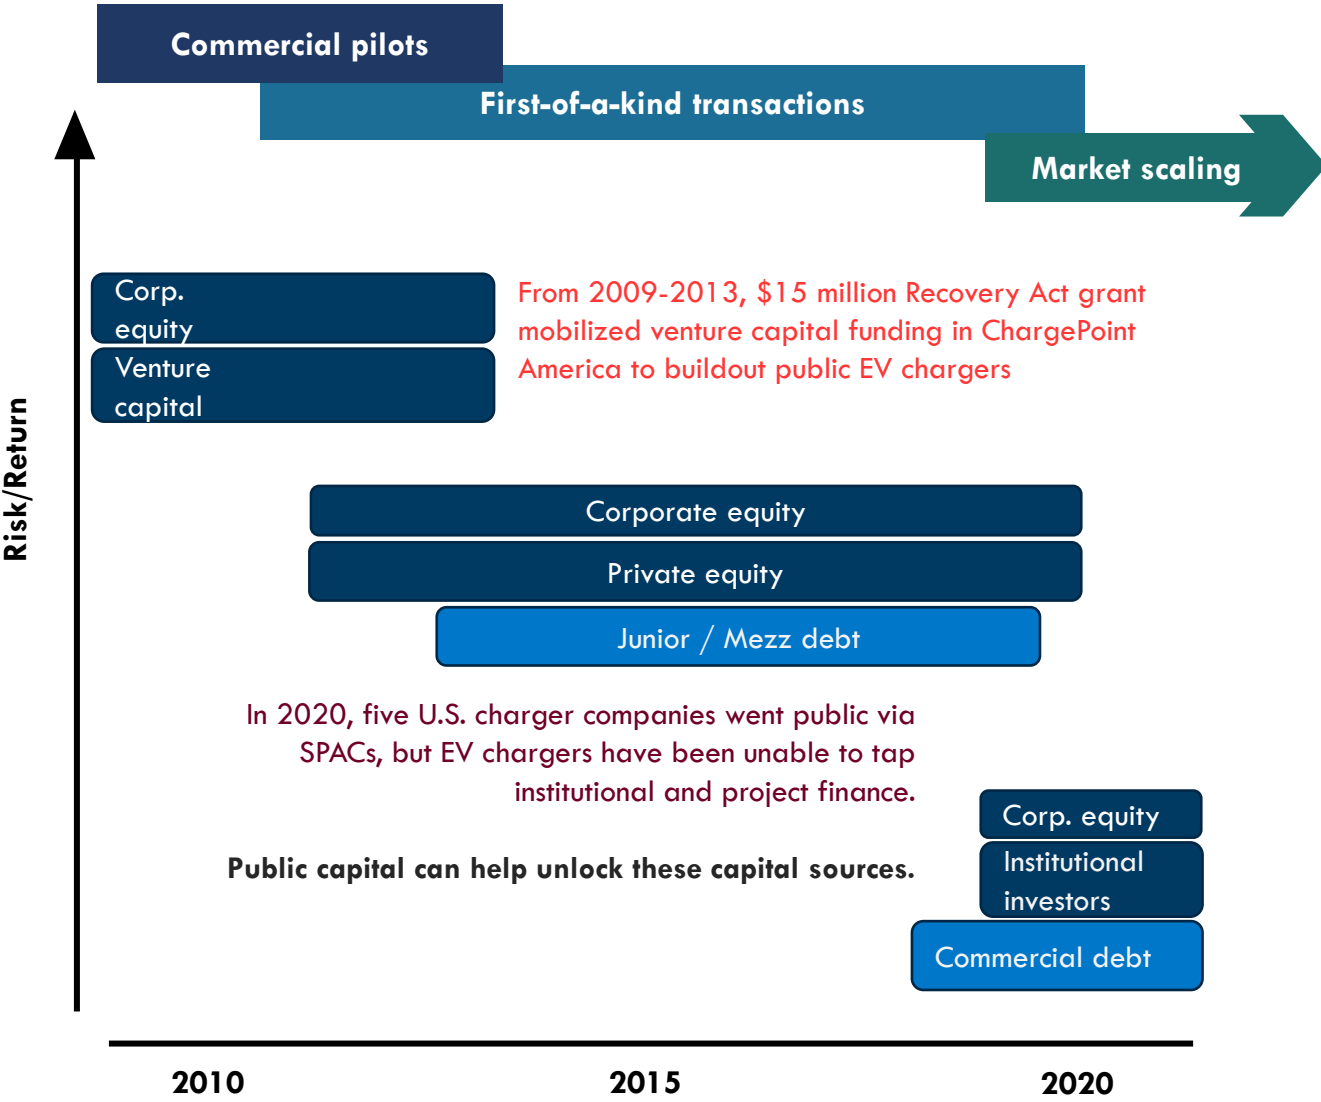 Commercial pilots
First-of-a-kind transactions
Market scaling
Risk/Return
Corp.
equity
Venture
capital
From 2009-2013, $15 million Recovery Act grant
mobilized venture capital funding in ChargePoint
America to buildout public EV chargers
Corporate equity
Private equity
Junior / Mezz debt
In 2020, five U.S. charger companies went public via
SPACs, but EV chargers have been unable to tap
institutional and project finance.
Public capital can help unlock these capital sources.
Corp. equity
Institutional
investors
Commercial debt
2010
2015
2020